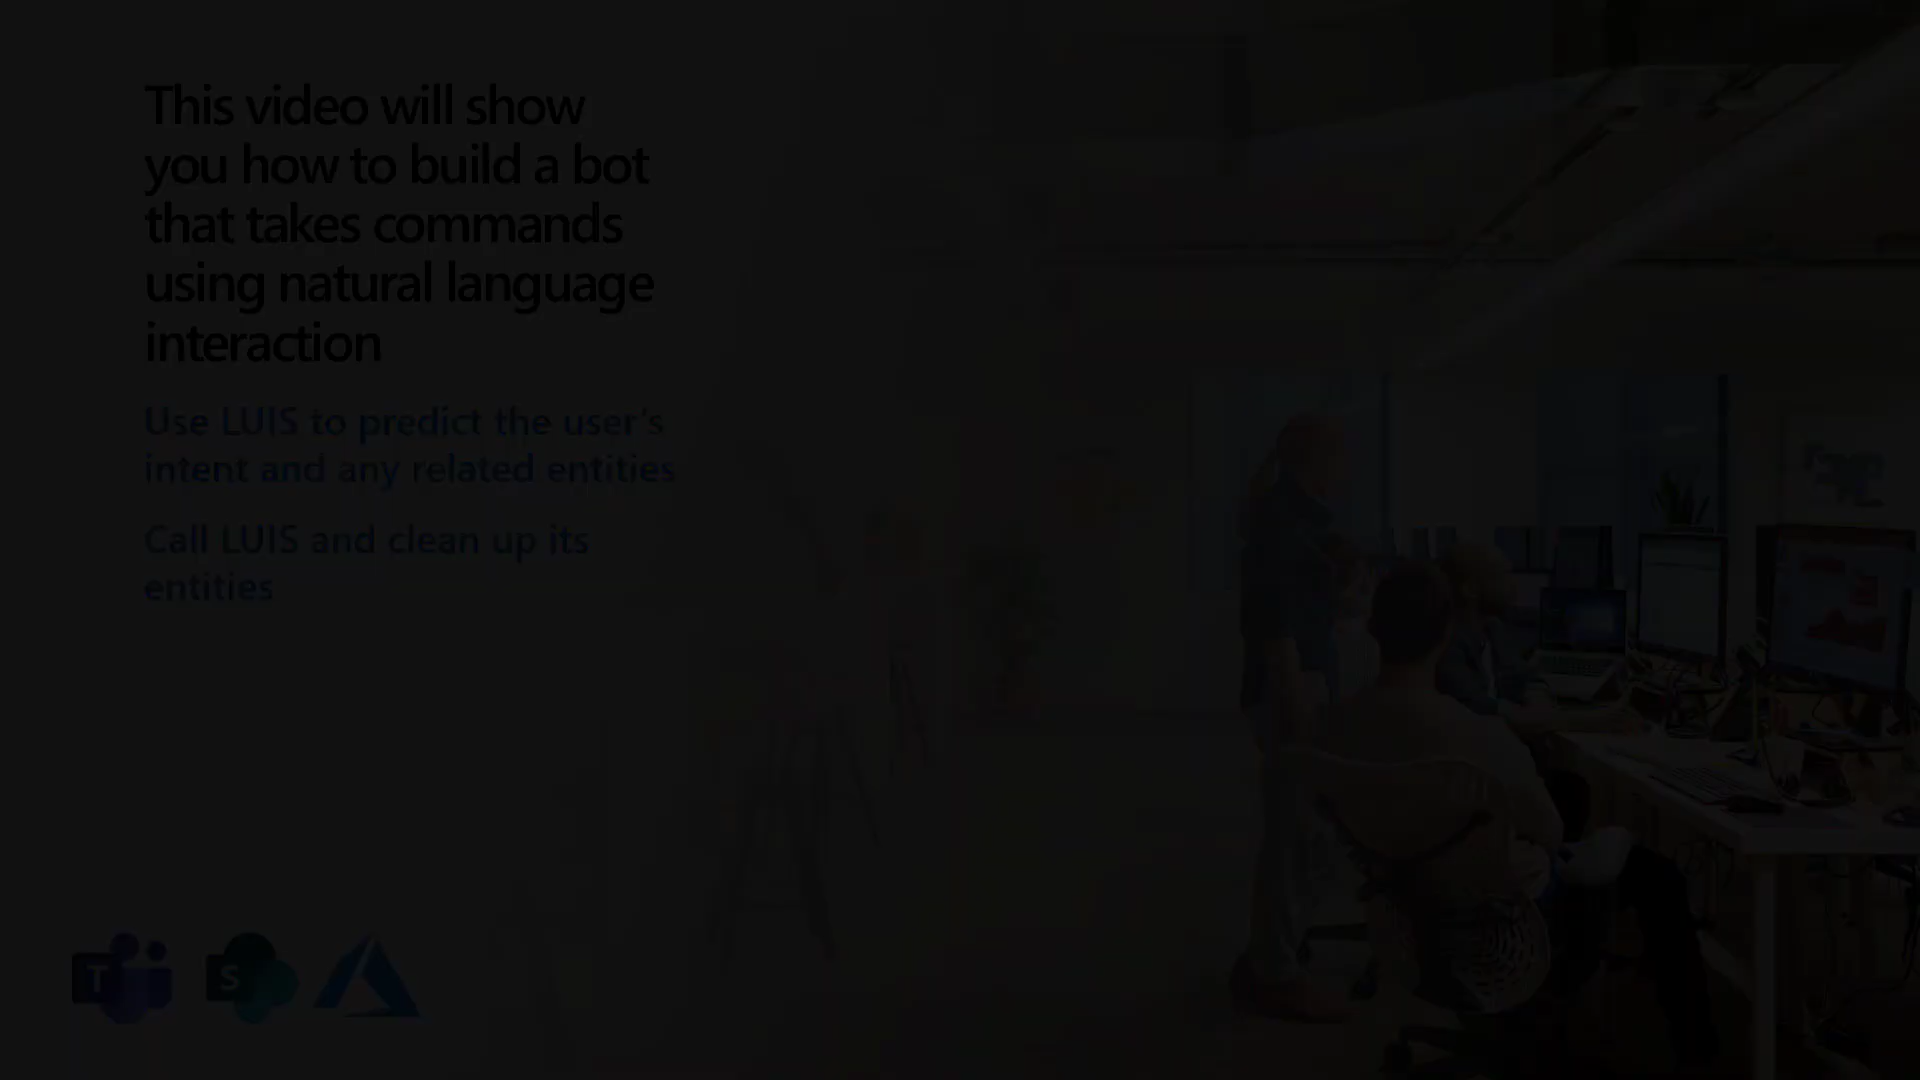 This video will show
you how to build a bot
that takes commands
using natural language
interaction
Use LUIS to predict the user's
intent and any related entities
Call LUIS and clean up its
entities
T
S